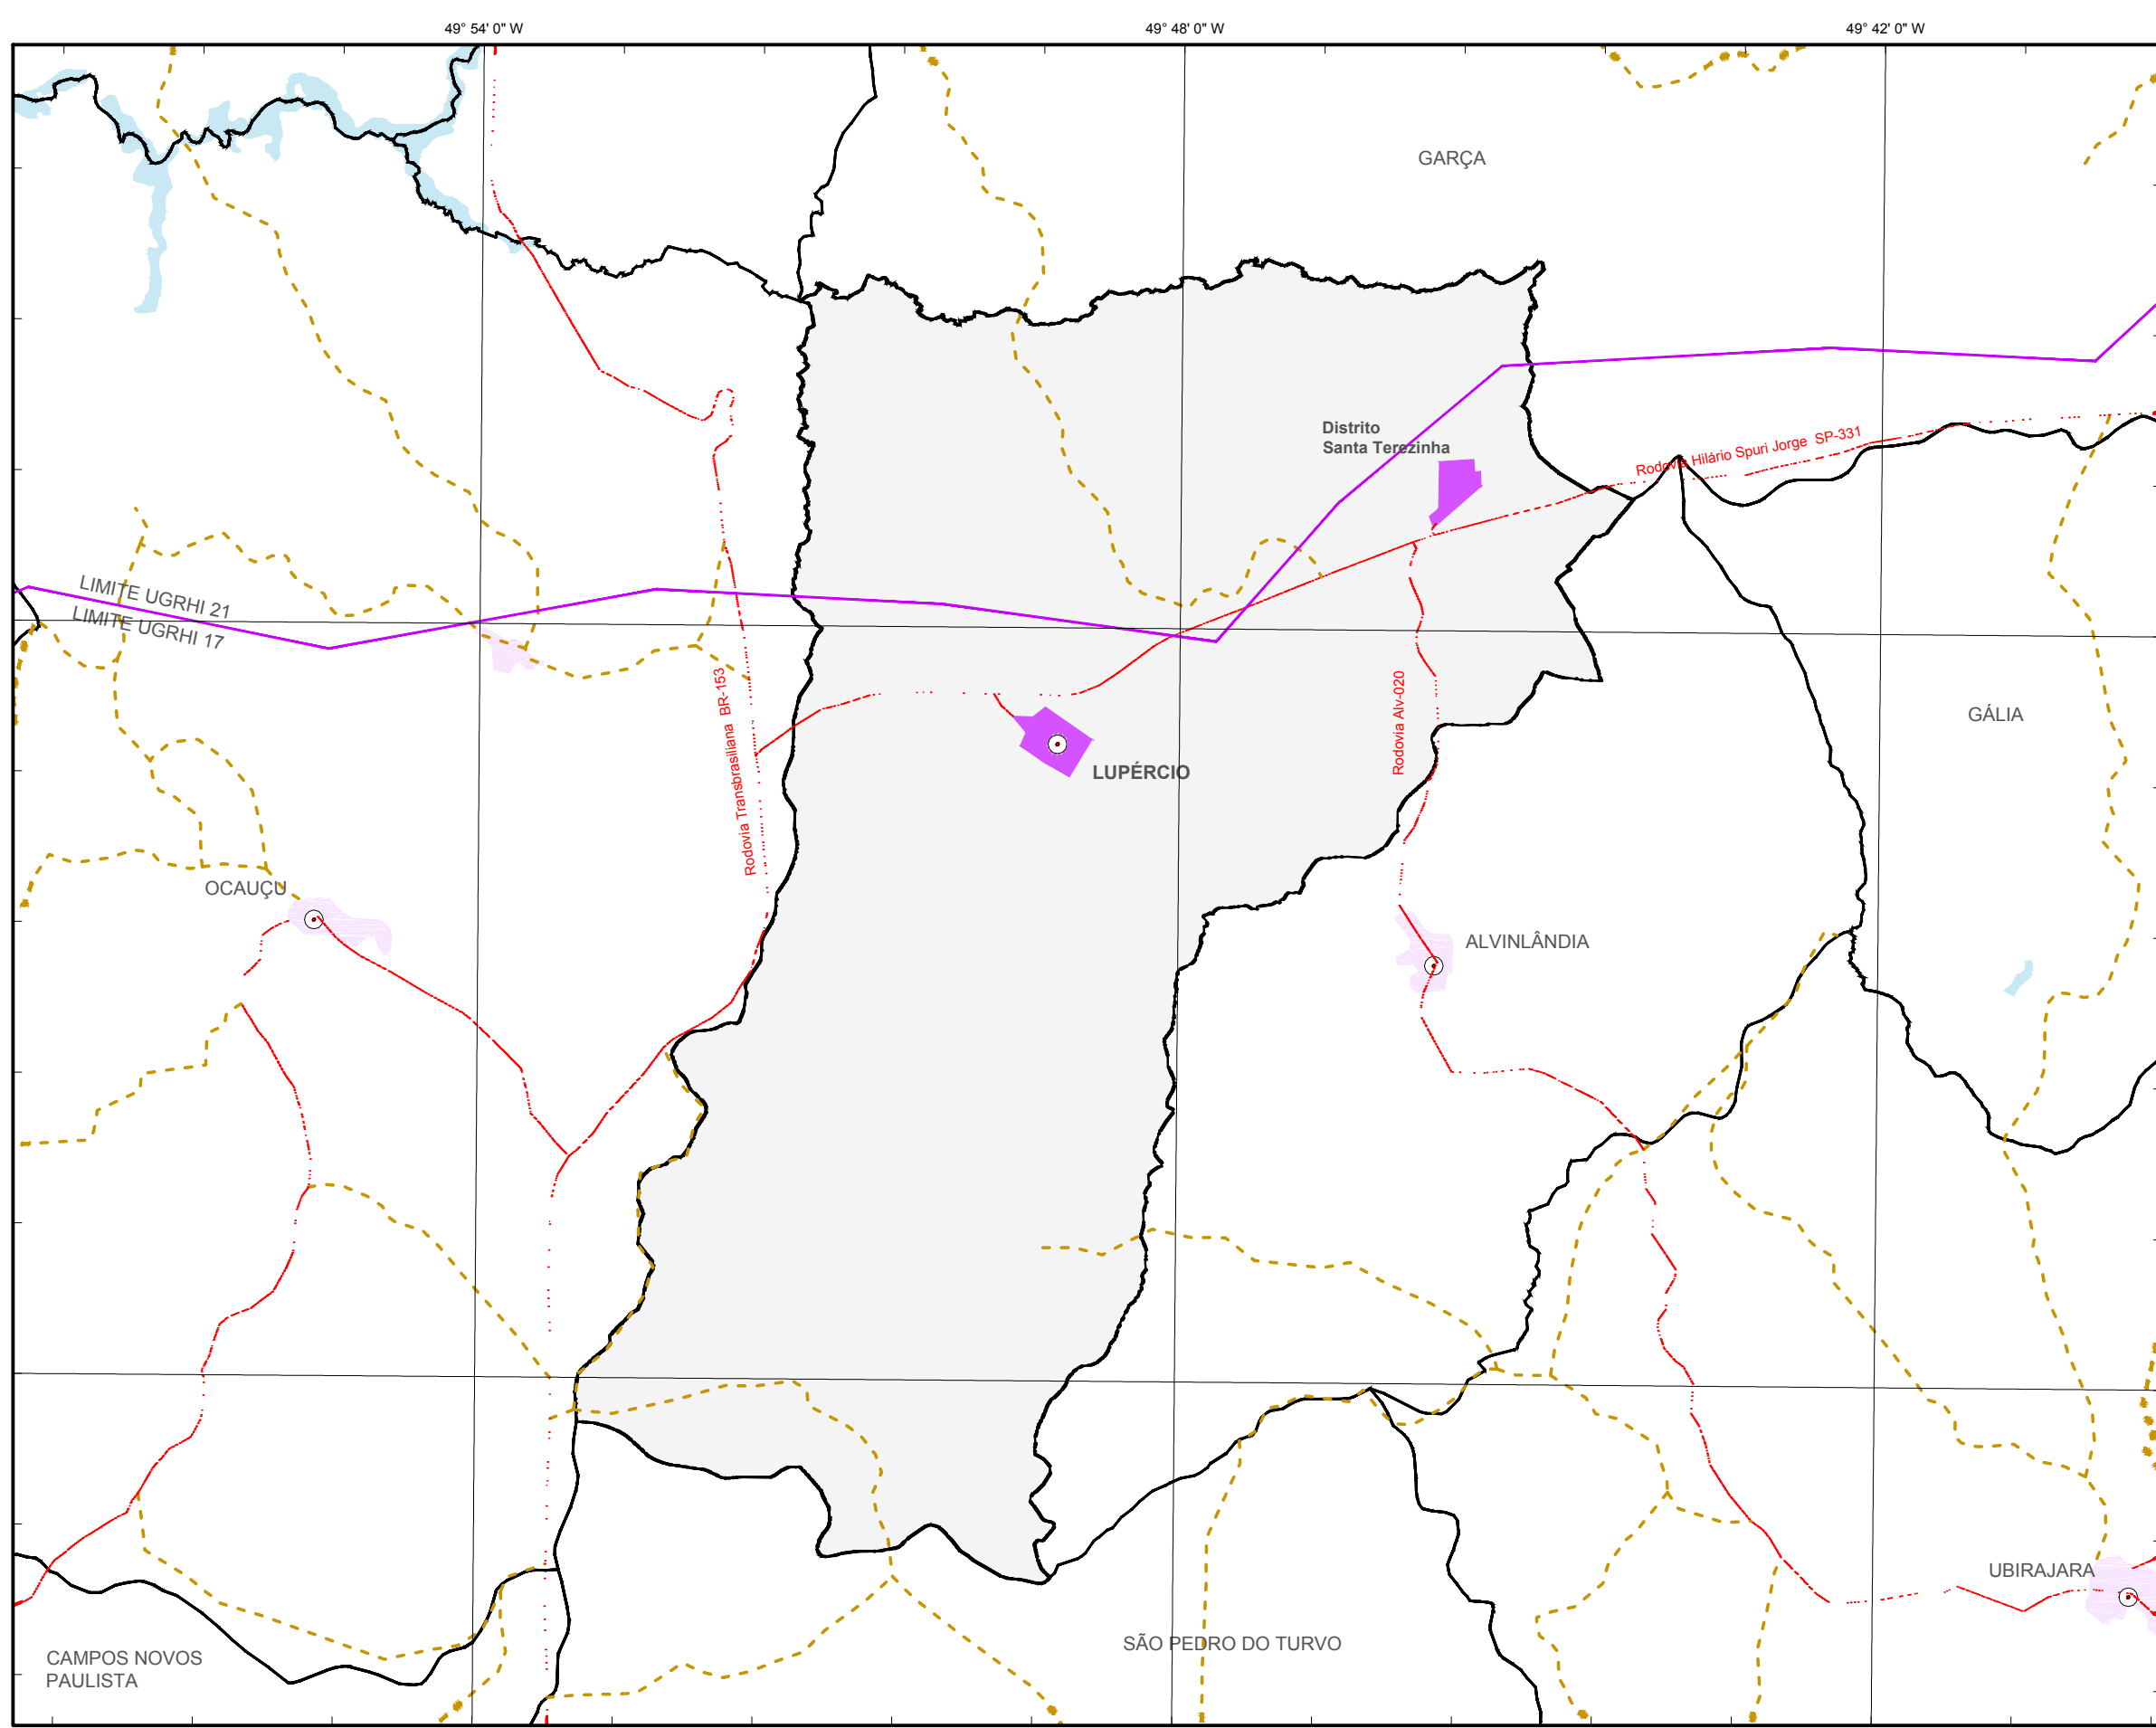 49° 54' 0" W
49° 48' 0" W
49° 42' 0" W
GARÇA
Distrito
Santa Terezinha
Rodovia Hilário Spuri Jorge SP-331
LIMITE UGRHI 21
LIMITE UGRHI 17
Rodovia Transbrasiliana BR-153
Rodovia Alv-020
GÁLIA
LUPÉRCIO
OCAUÇU
ALVINLÂNDIA
UBIRAJARA
SÃO PEDRO DO TURVO
CAMPOS NOVOS
PAULISTA